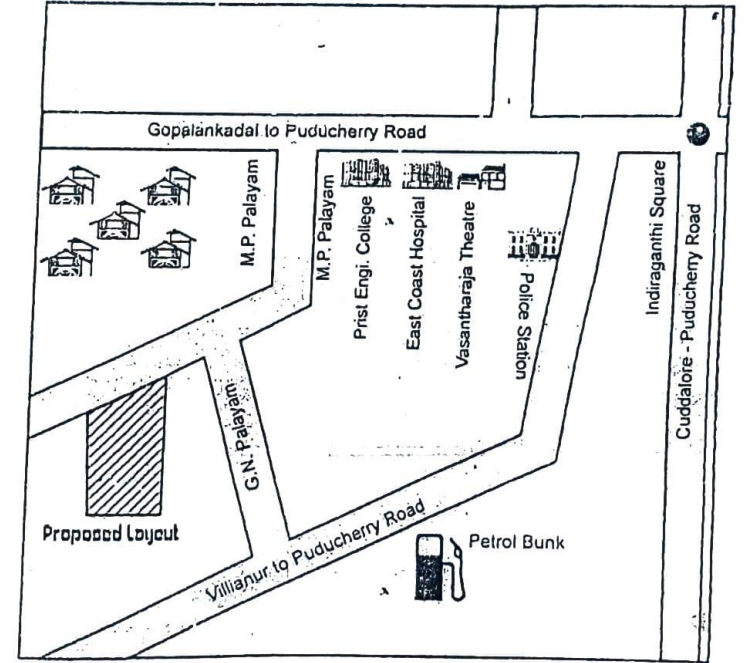 Gopalankadal to Puducherry Road
M.P. Palayam
M.P. Palayam
Prist Engi. College
East Coast Hospital
Vasantharaja Theatre
Police Station
Indiraganthi Square
Cuddalore - Puducherry Road
G.N. Palayam
Proposed Layout
Villianur to Puducherry Road
Petrol Bunk